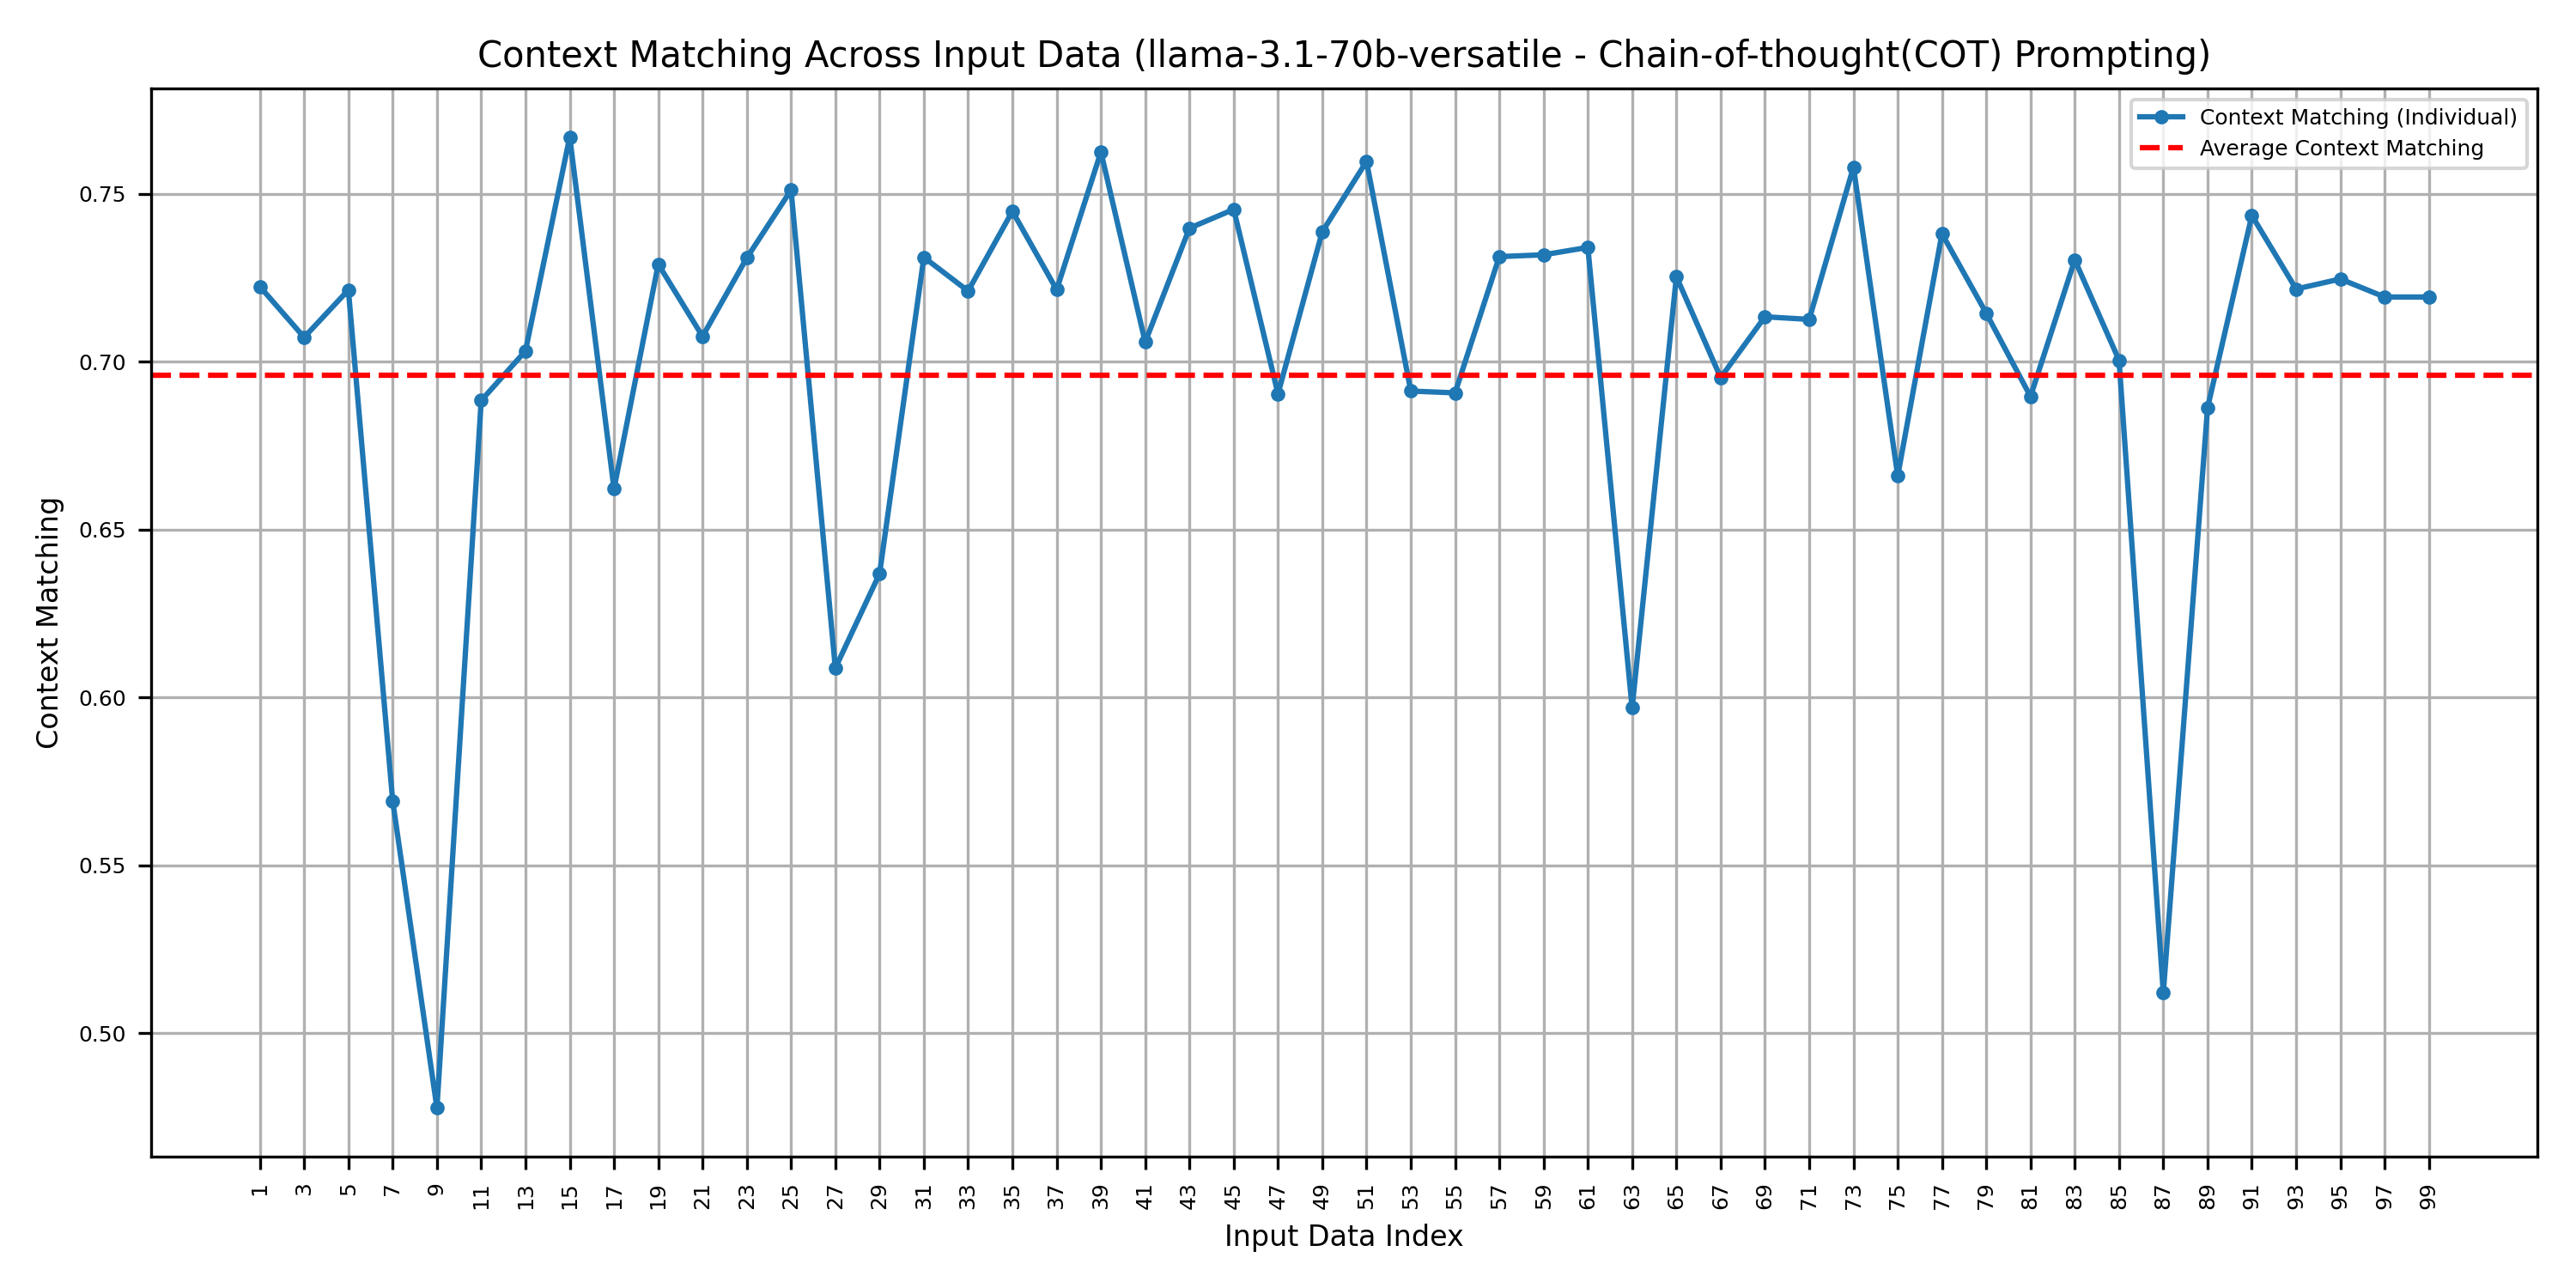 Context Matching Across Input Data (llama-3.1-70b-versatile - Chain-of-thought(COT) Prompting)
Context Matching (Individual)
Average Context Matching
Context Matching
0.75
0.70
0.65
0.60
0.55
0.50
1 3 5 7 9 11 13 15 17 19 21 23 25 27 29 31 33 35 37 39 41 43 45 47 49 51 53 55 57 59 61 63 65 67 69 71 73 75 77 79 81 83 85 87 89 91 93 95 97 99
Input Data Index